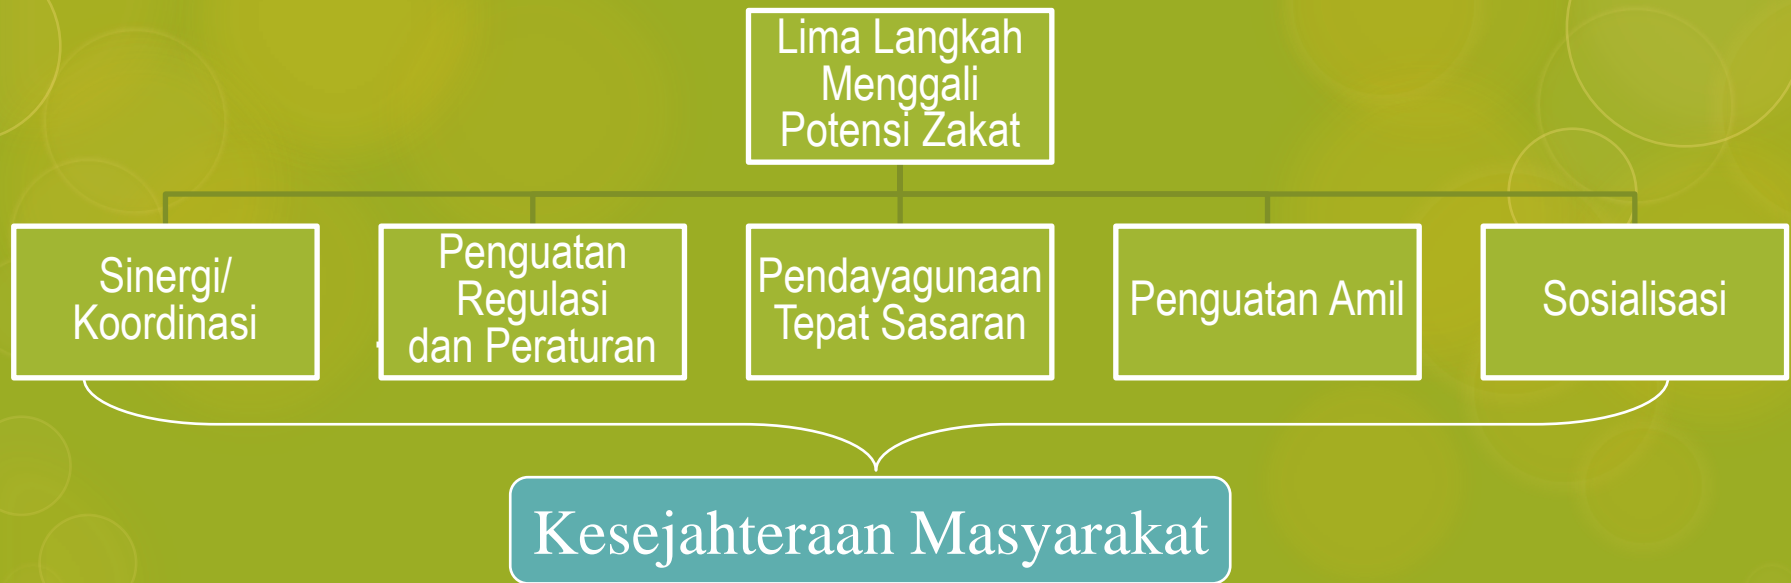 Lima Langkah
Menggali
Potensi Zakat
Sinergi/
Koordinasi
Penguatan
Regulasi
dan Peraturan
Pendayagunaan
Tepat Sasaran
Penguatan Amil
Sosialisasi
Kesejahteraan Masyarakat